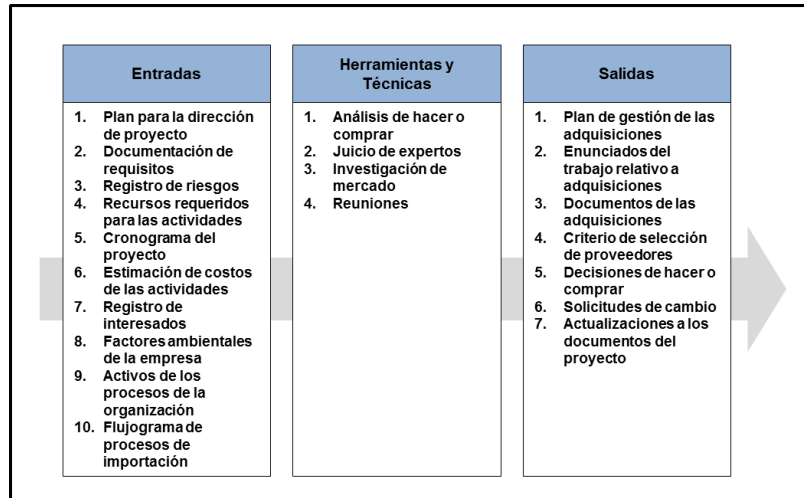 Entradas
1. Plan para la dirección
de proyecto
2. Documentación de
requisitos
3. Registro de riesgos
4. Recursos requeridos
para las actividades
5. Cronograma del
proyecto
6. Estimación de costos
de las actividades
7. Registro de
interesados
8. Factores ambientales
de la empresa
9. Activos de los
procesos de la
organización
10. Flujograma de
procesos de
importación
Herramientas y
Técnicas
1. Análisis de hacer o
comprar
2. Juicio de expertos
3. Investigación de
mercado
4. Reuniones
Salidas
1. Plan de gestión de las
adquisiciones
2. Enunciados del
trabajo relativo a
adquisiciones
3. Documentos de las
adquisiciones
4. Criterio de selección
de proveedores
5. Decisiones de hacer o
comprar
6. Solicitudes de cambio
7. Actualizaciones a los
documentos del
proyecto